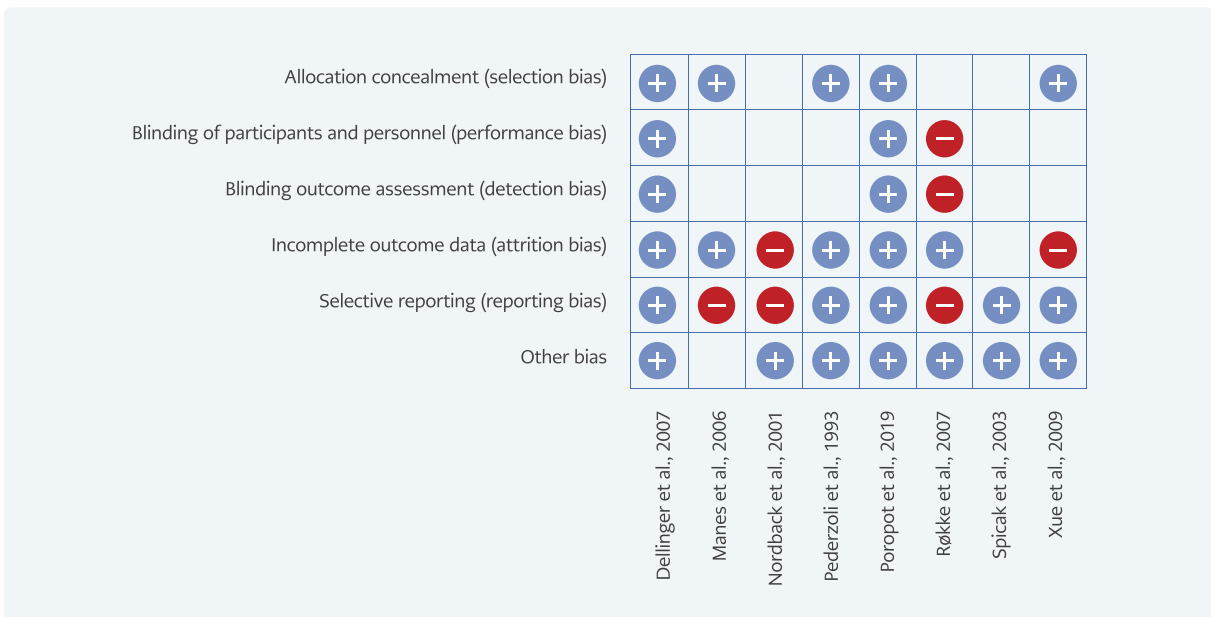 Allocation concealment (selection bias)
Blinding of participants and personnel (performance bias)
Blinding outcome assessment (detection bias)
Incomplete outcome data (attrition bias)
Selective reporting (reporting bias)
Other bias
Dellinger et al., 2007
Manes et al., 2006
Nordback et al., 2001
Pederzoli et al., 1993
Poropot et al., 2019
Røkke et al., 2007
Spicak et al., 2003
Xue et al., 2009